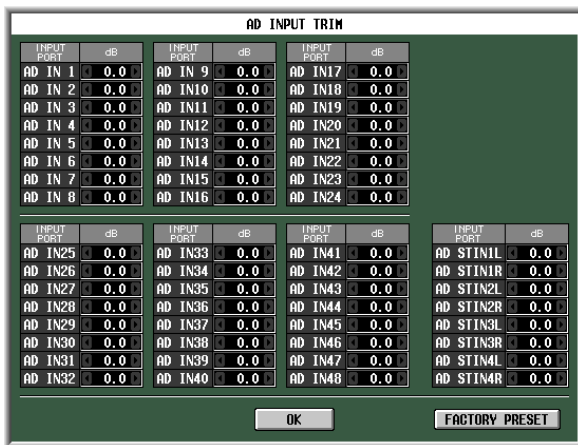 AD INPUT TRIM
INPUT PORT dB INPUT PORT dB INPUT PORT dB
AD IN 1 0.0 AD IN 9 0.0 AD IN17 0.0
AD IN 2 0.0 AD IN10 0.0 AD IN18 0.0
AD IN 3 0.0 AD IN11 0.0 AD IN19 0.0
AD IN 4 0.0 AD IN12 0.0 AD IN20 0.0
AD IN 5 0.0 AD IN13 0.0 AD IN21 0.0
AD IN 6 0.0 AD IN14 0.0 AD IN22 0.0
AD IN 7 0.0 AD IN15 0.0 AD IN23 0.0
AD IN 8 0.0 AD IN16 0.0 AD IN24 0.0
INPUT PORT dB INPUT PORT dB INPUT PORT dB INPUT PORT dB
AD IN25 0.0 AD IN33 0.0 AD IN41 0.0 AD STIN1L 0.0
AD IN26 0.0 AD IN34 0.0 AD IN42 0.0 AD STIN1R 0.0
AD IN27 0.0 AD IN35 0.0 AD IN43 0.0 AD STIN2L 0.0
AD IN28 0.0 AD IN36 0.0 AD IN44 0.0 AD STIN2R 0.0
AD IN29 0.0 AD IN37 0.0 AD IN45 0.0 AD STIN3L 0.0
AD IN30 0.0 AD IN38 0.0 AD IN46 0.0 AD STIN3R 0.0
AD IN31 0.0 AD IN39 0.0 AD IN47 0.0 AD STIN4L 0.0
AD IN32 0.0 AD IN40 0.0 AD IN48 0.0 AD STIN4R 0.0
OK FACTORY PRESET